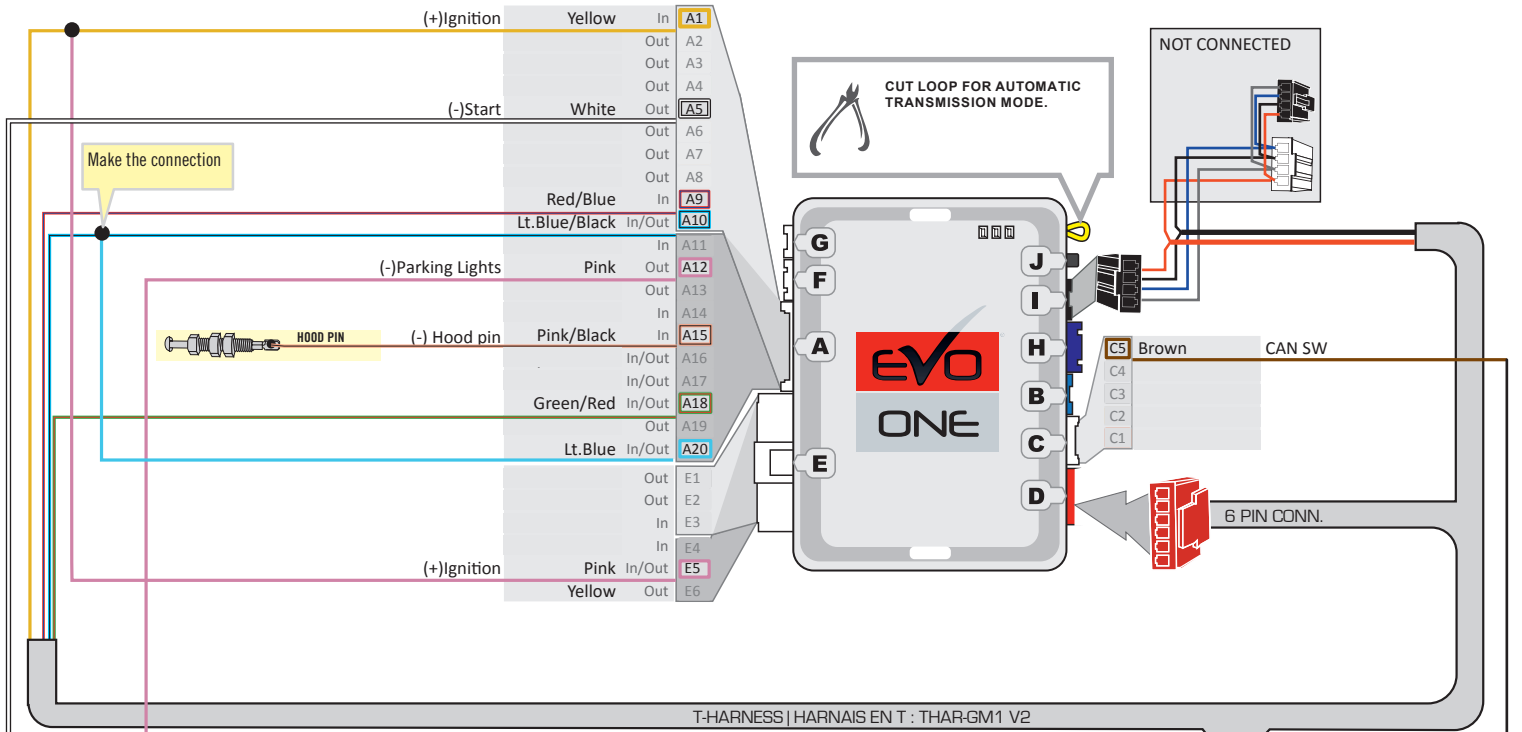 (+)Ignition Yellow In A1
Out A2
Out A3
Out A4
(-)Start White Out A5
Out A6
Out A7
Out A8
Red/Blue In A9
Lt.Blue/Black In/Out A10
In A11
(-)Parking Lights Pink Out A12
Out A13
In A14
(-) Hood pin Pink/Black In A15
In/Out A16
In/Out A17
Green/Red In/Out A18
Out A19
Lt.Blue In/Out A20
Out E1
Out E2
In E3
In E4
(+)Ignition Pink In/Out E5
Yellow Out E6
Make the connection
HOOD PIN
CUT LOOP FOR AUTOMATIC
TRANSMISSION MODE.
NOT CONNECTED
G
F
A
E
J
I
H
B
C
D
EVO
ONE
C5 Brown CAN SW
C4
C3
C2
C1
6 PIN CONN.
T-HARNESS | HARNAIS EN T : THAR-GM1 V2